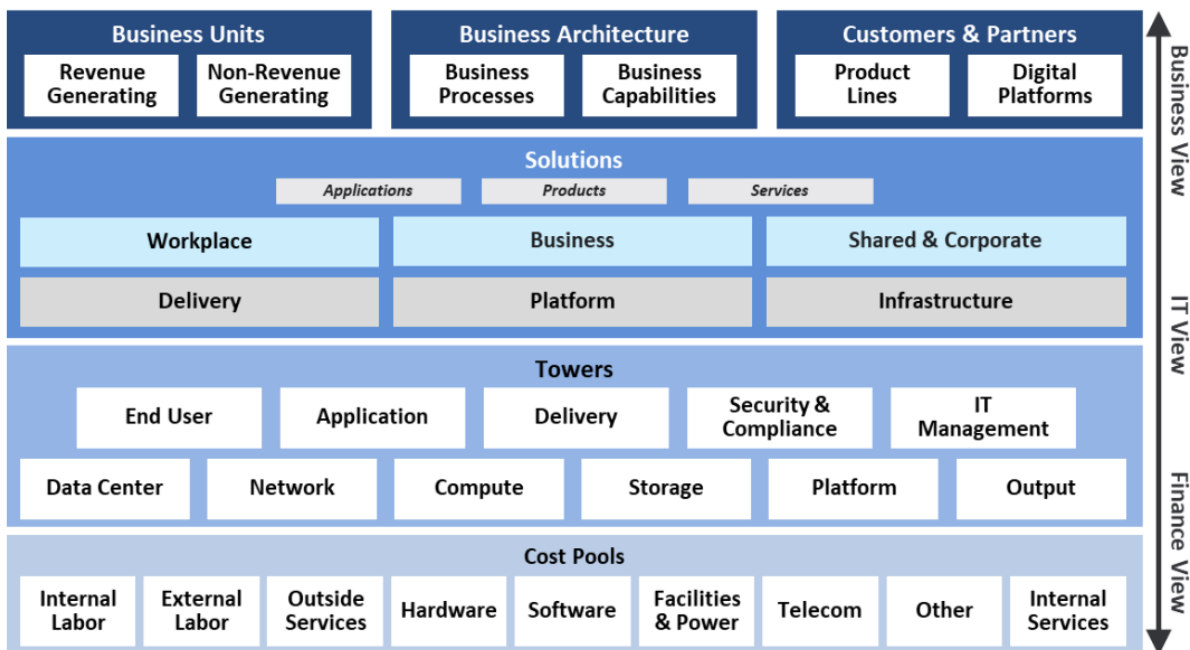 Business Units
Business Architecture
Customers & Partners
Revenue
Generating
Non-Revenue
Generating
Business
Processes
Business
Capabilities
Product
Lines
Digital
Platforms
Solutions
Applications
Products
Services
Workplace
Business
Shared & Corporate
Delivery
Platform
Infrastructure
Towers
End User
Application
Delivery
Security &
Compliance
IT
Management
Data Center
Network
Compute
Storage
Platform
Output
Cost Pools
Internal
Labor
External
Labor
Outside
Services
Hardware
Software
Facilities
& Power
Telecom
Other
Internal
Services
Business View
IT View
Finance View